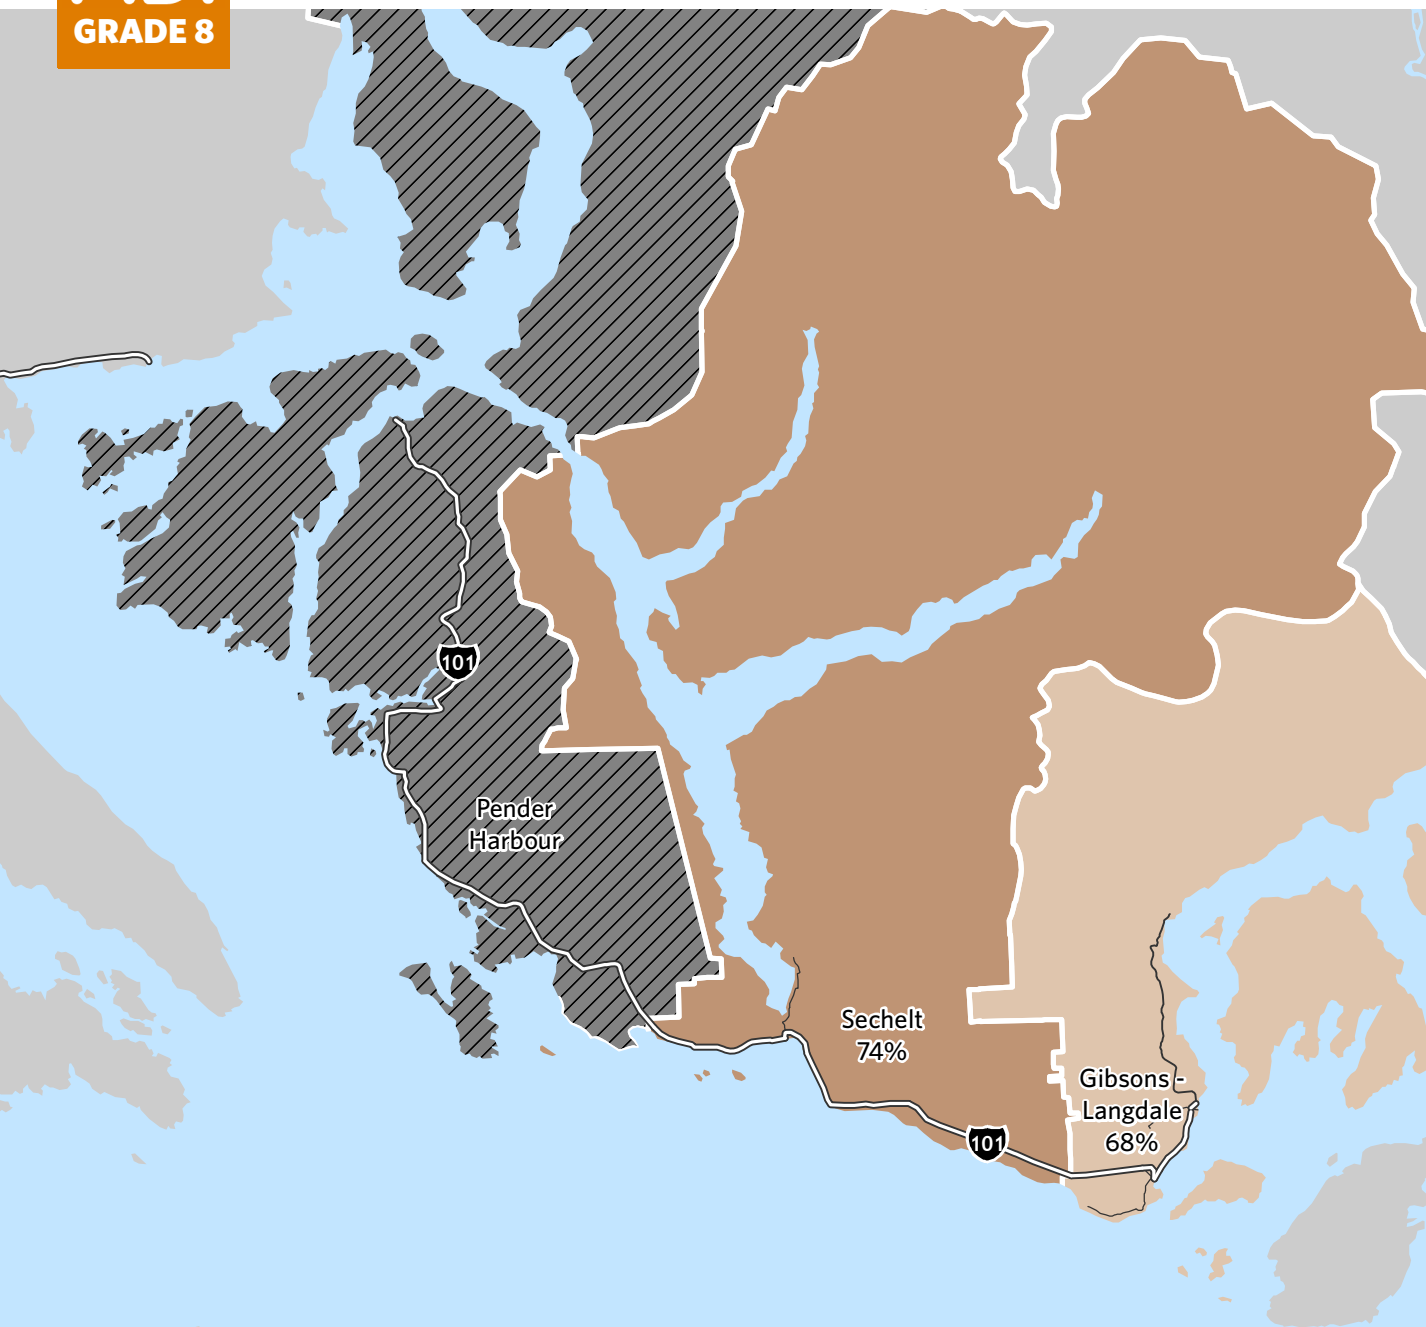 GRADE 8
101
Pender
Harbour
Sechelt
74%
Gibsons -
Langdale
68%
101